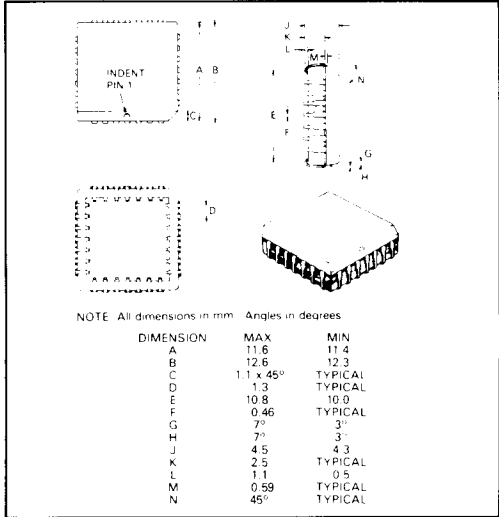 J
K
L
M
N
INDENT
PIN 1
A B
C
E
F
G
H
D
NOTE All dimensions in mm Angles in degrees
DIMENSION MAX MIN
A 11.6 11.4
B 12.6 12.3
C 1.1 x 45° TYPICAL
D 1.3 TYPICAL
E 10.8 10.0
F 0.46 TYPICAL
G 7° 3°
H 7° 3°
J 4.5 4.3
K 2.5 TYPICAL
L 1.1 0.5
M 0.59 TYPICAL
N 45° TYPICAL